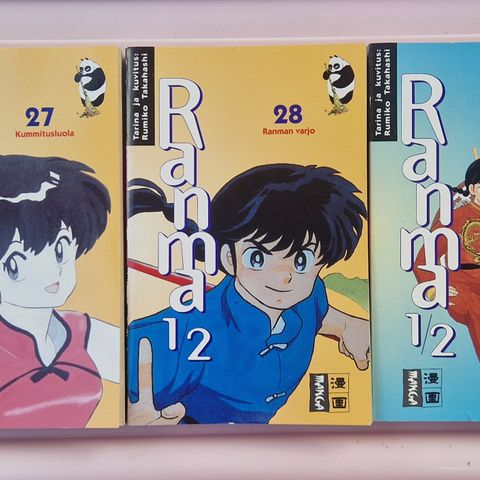 27
Kummitusluola
Tarina ja kuvitus:
Rumiko Takahashi
Ranma
1/2
28
Ranman varjo
漫画
MANGA
Tarina ja kuvitus:
Rumiko Takahashi
Ranma
1/2
漫画
MANGA